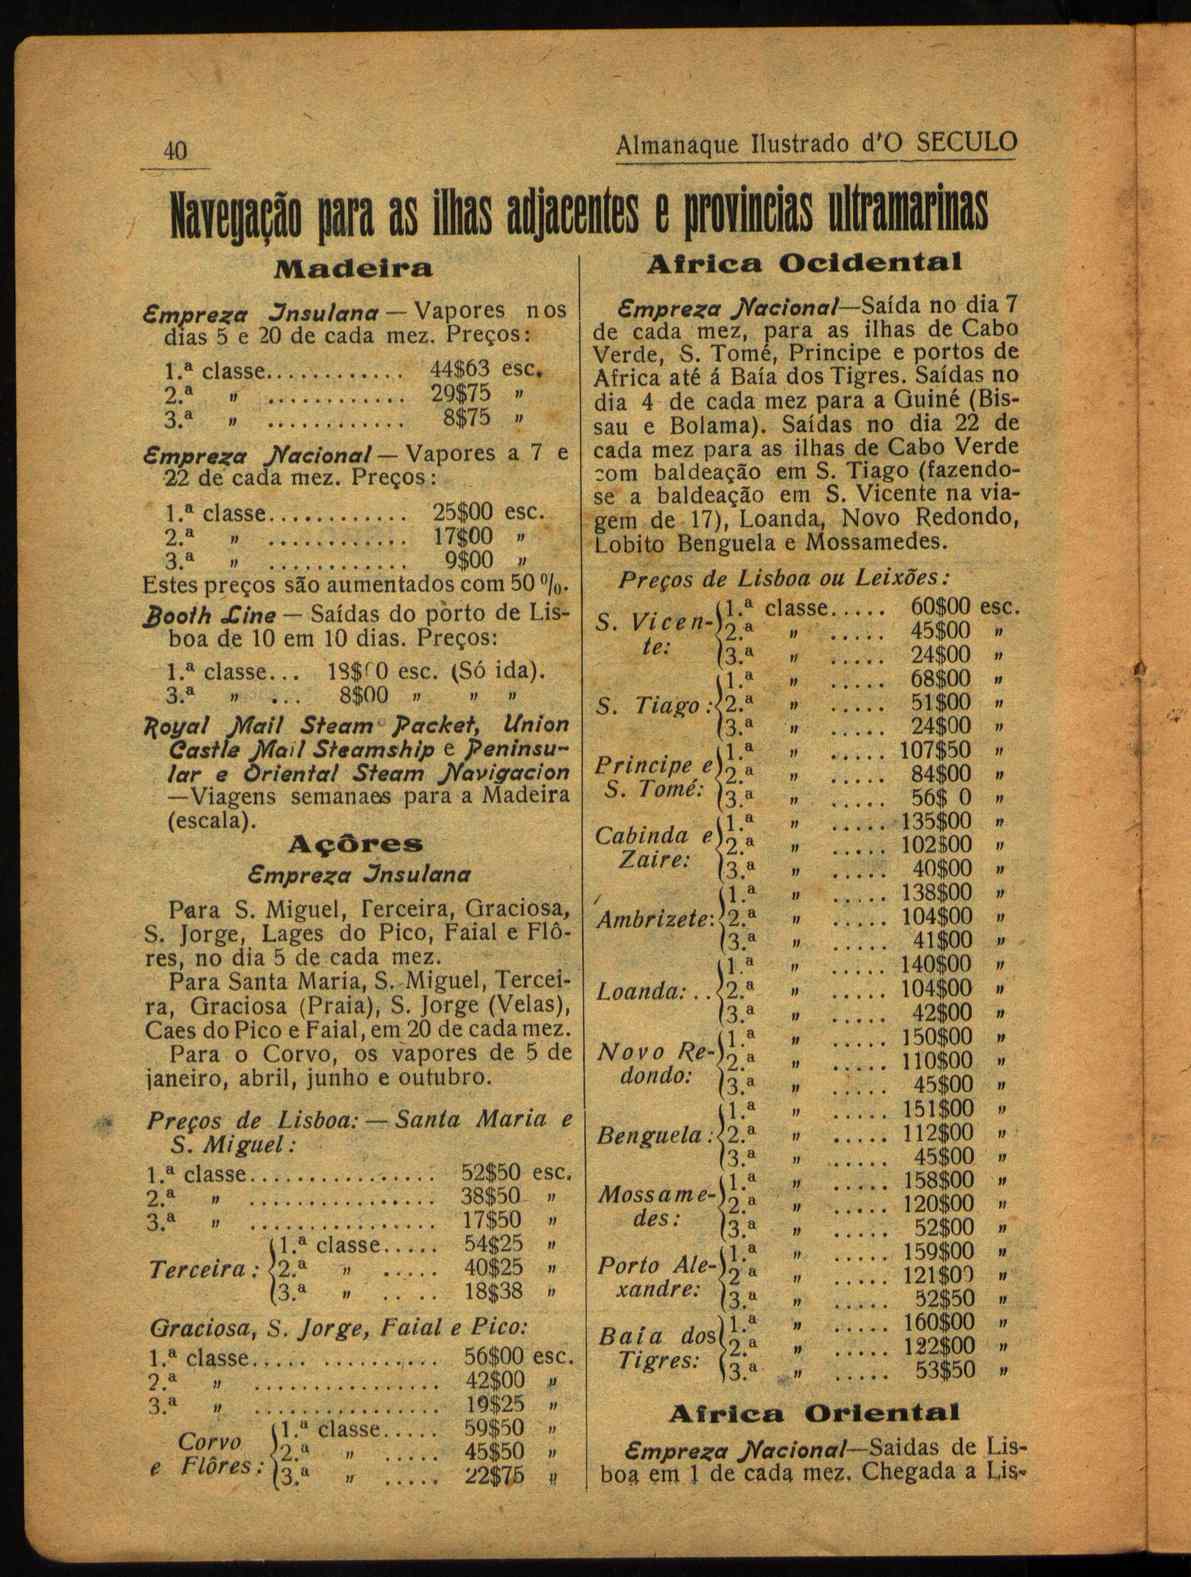 40
Almanaque Ilustrado d'O SECULO
Navegação para as ilhas adjacentes e provincias ultramarinas
Madeira
Empreza Insulana — Vapores nos
dias 5 e 20 de cada mez. Preços:
1.ª classe............ 44$63 esc.
2.ª " ............ 29$75 "
3.ª " ............ 8$75 "
Empreza Nacional — Vapores a 7 e
22 de cada mez. Preços:
1.ª classe............ 25$00 esc.
2.ª " ............ 17$00 "
3.ª " ............ 9$00 "
Estes preços são aumentados com 50 %.
Booth Line — Saídas do porto de Lis-
boa de 10 em 10 dias. Preços:
1.ª classe... 18$00 esc. (Só ida).
3.ª " ... 8$00 " " "
Royal Mail Steam Packet, Union
Castle Mail Steamship e Peninsu-
lar e Oriental Steam Navigacion
—Viagens semanaes para a Madeira
(escala).
Açôres
Empreza Insulana
Para S. Miguel, Terceira, Graciosa,
S. Jorge, Lages do Pico, Faial e Flô-
res, no dia 5 de cada mez.
Para Santa Maria, S. Miguel, Tercei-
ra, Graciosa (Praia), S. Jorge (Velas),
Caes do Pico e Faial, em 20 de cada mez.
Para o Corvo, os vapores de 5 de
janeiro, abril, junho e outubro.
Preços de Lisboa: — Santa Maria e
S. Miguel:
1.ª classe................ 52$50 esc.
2.ª " ................ 38$50 "
3.ª " ................ 17$50 "
1.ª classe..... 54$25 "
Terceira: 2.ª " ..... 40$25 "
3.ª " .. .. 18$38 "
Graciosa, S. Jorge, Faial e Pico:
1.ª classe.... .......... 56$00 esc.
2.ª " ................ 42$00 "
3.ª " ................ 19$25 "
1.ª classe..... 59$50 "
Corvo e Flôres: 2.ª " ..... 45$50 "
3.ª " ..... 22$75 "
Africa Ocidental
Empreza Nacional—Saída no dia 7
de cada mez, para as ilhas de Cabo
Verde, S. Tomé, Principe e portos de
Africa até á Baía dos Tigres. Saídas no
dia 4 de cada mez para a Guiné (Bis-
sau e Bolama). Saídas no dia 22 de
cada mez para as ilhas de Cabo Verde
com baldeação em S. Tiago (fazendo-
se a baldeação em S. Vicente na via-
gem de 17), Loanda, Novo Redondo,
Lobito Benguela e Mossamedes.
Preços de Lisboa ou Leixões:
S. Vicen-te: 1.ª classe..... 60$00 esc.
2.ª " ..... 45$00 "
3.ª " ..... 24$00 "
1.ª " ..... 68$00 "
S. Tiago: 2.ª " ..... 51$00 "
3.ª " ..... 24$00 "
Principe e S. Tomé: 1.ª " ..... 107$50 "
2.ª " ..... 84$00 "
3.ª " ..... 56$ 0 "
Cabinda e Zaire: 1.ª " ..... 135$00 "
2.ª " ..... 102$00 "
3.ª " ..... 40$00 "
1.ª " ..... 138$00 "
Ambrizete: 2.ª " ..... 104$00 "
3.ª " ..... 41$00 "
1.ª " ..... 140$00 "
Loanda: .. 2.ª " ..... 104$00 "
3.ª " ..... 42$00 "
Novo Re-dondo: 1.ª " ..... 150$00 "
2.ª " ..... 110$00 "
3.ª " ..... 45$00 "
1.ª " ..... 151$00 "
Benguela: 2.ª " ..... 112$00 "
3.ª " ..... 45$00 "
Mossame-des: 1.ª " ..... 158$00 "
2.ª " ..... 120$00 "
3.ª " ..... 52$00 "
Porto Ale-xandre: 1.ª " ..... 159$00 "
2 ª " ..... 121$00 "
3.ª " ..... 52$50 "
Baía dos Tigres: 1.ª " ..... 160$00 "
2.ª " ..... 122$00 "
3.ª " ..... 53$50 "
Africa Oriental
Empreza Nacional—Saidas de Lis-
boa em 1 de cada mez. Chegada a Lis-